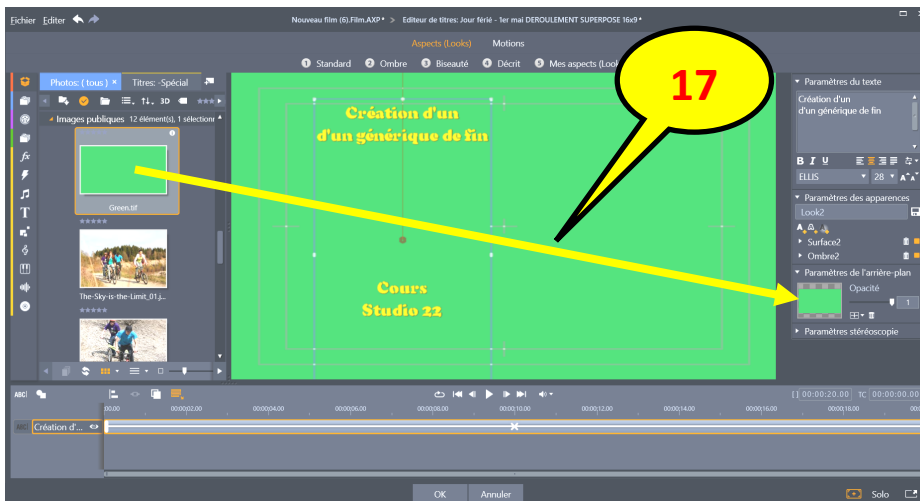 Fichier Editer
Nouveau film (6).Film.AXP* > Editeur de titres: Jour férié - 1er mai DEROULEMENT SUPERPOSE 16x9*
Aspects (Looks) Motions
1 Standard 2 Ombre 3 Biseauté 4 Décrit 5 Mes aspects (Look
17
Photos: ( tous ) × Titres: -Spécial
3D
Images publiques 12 élément(s), 1 sélectionn
Green.tif
The-Sky-is-the-Limit_01.j...
Création d'un
d'un générique de fin
Cours
Studio 22
Paramètres du texte
Création d'un
d'un générique de fin
B I U
ELLIS 28
Paramètres des apparences
Look2
Surface2
Ombre2
Paramètres de l'arrière-plan
Opacité
1
Paramètres stéréoscopie
ABC
[ ] 00:00:20.00 TC 00:00:00.00
00:00 00:00:02:00 00:00:04:00 00:00:06:00 00:00:08:00 00:00:10:00 00:00:12:00 00:00:14:00 00:00:16:00 00:00:18:00
ABC Création d'...
OK Annuler
Solo